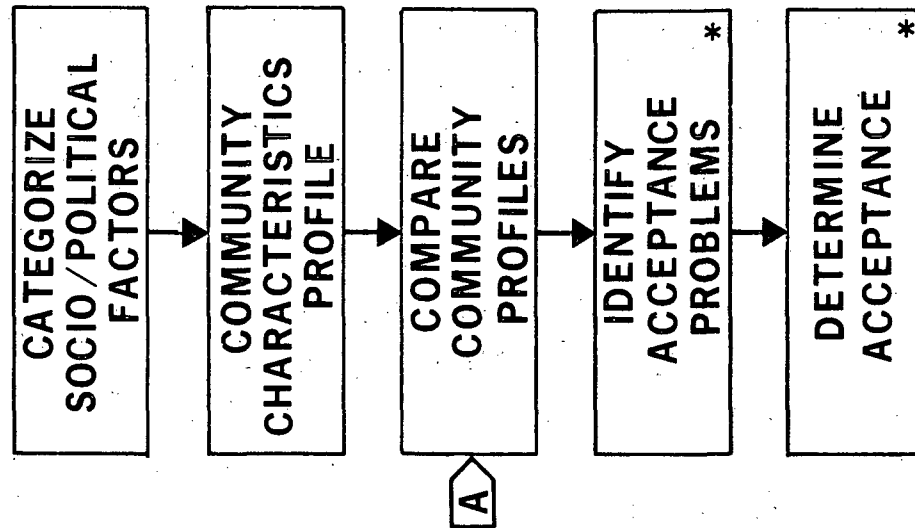 CATEGORIZE
SOCIO/POLITICAL
FACTORS
COMMUNITY
CHARACTERISTICS
PROFILE
A
COMPARE
COMMUNITY
PROFILES
IDENTIFY
ACCEPTANCE
PROBLEMS *
DETERMINE
ACCEPTANCE *